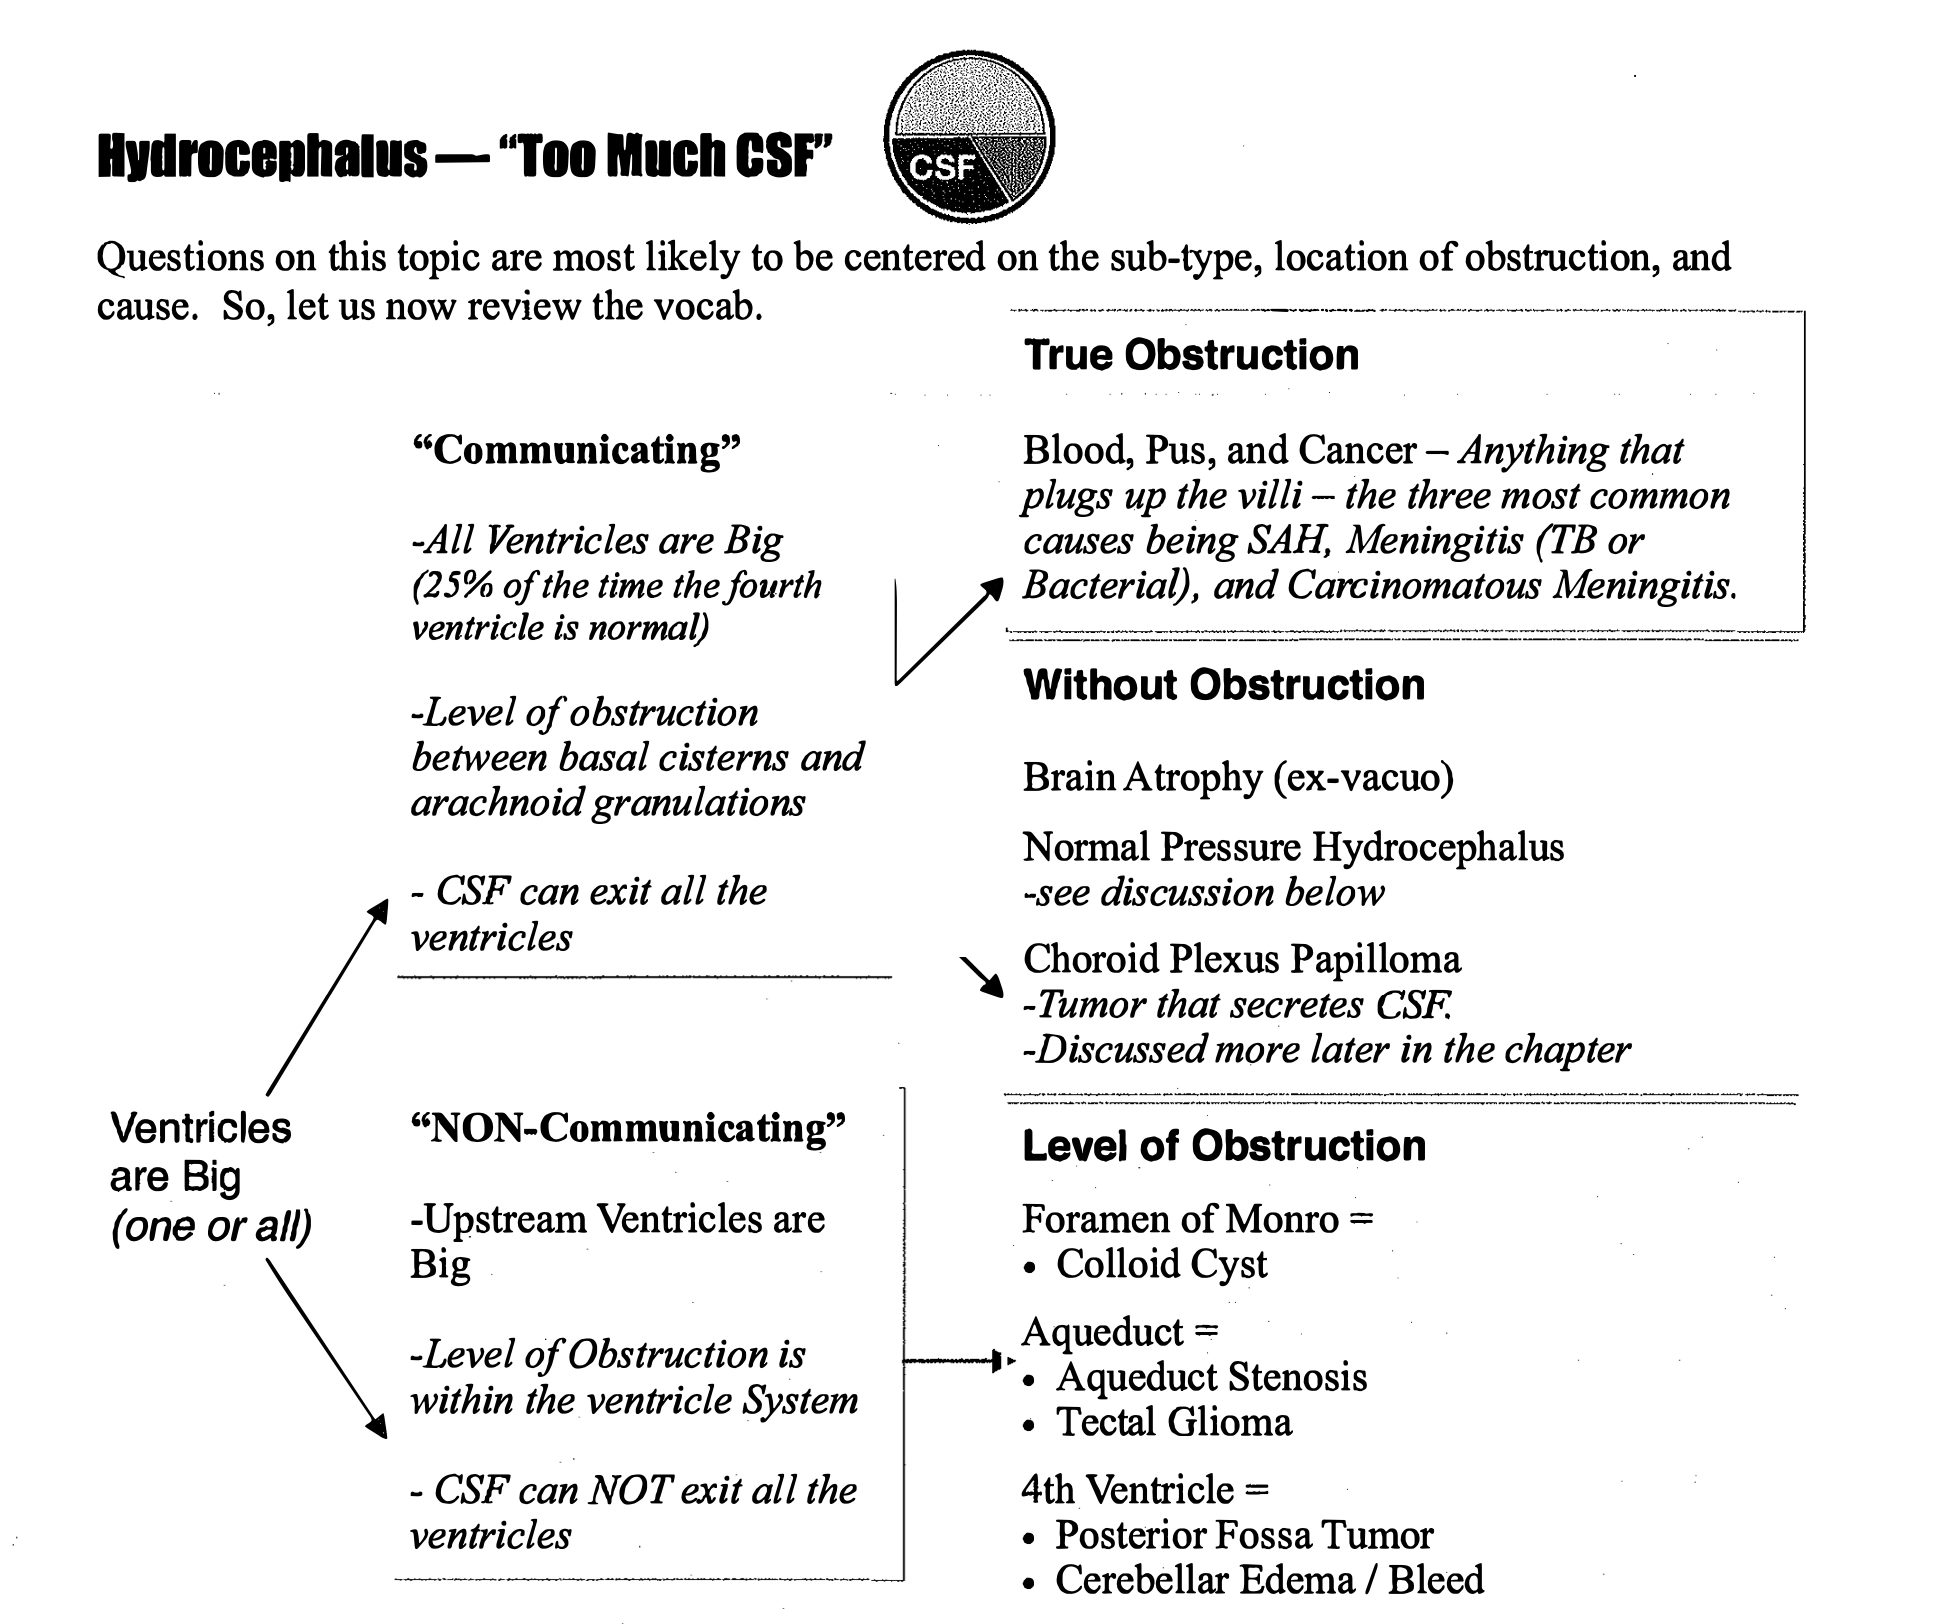 Hydrocephalus — “Too Much CSF”
CSF
Questions on this topic are most likely to be centered on the sub-type, location of obstruction, and
cause.  So, let us now review the vocab.
Ventricles
are Big
(one or all)
“Communicating”
-All Ventricles are Big
(25% of the time the fourth
ventricle is normal)
-Level of obstruction
between basal cisterns and
arachnoid granulations
- CSF can exit all the
ventricles
True Obstruction
Blood, Pus, and Cancer – Anything that
plugs up the villi – the three most common
causes being SAH, Meningitis (TB or
Bacterial), and Carcinomatous Meningitis.
Without Obstruction
Brain Atrophy (ex-vacuo)
Normal Pressure Hydrocephalus
-see discussion below
Choroid Plexus Papilloma
-Tumor that secretes CSF.
-Discussed more later in the chapter
“NON-Communicating”
-Upstream Ventricles are
Big
-Level of Obstruction is
within the ventricle System
- CSF can NOT exit all the
ventricles
Level of Obstruction
Foramen of Monro =
• Colloid Cyst
Aqueduct =
• Aqueduct Stenosis
• Tectal Glioma
4th Ventricle =
• Posterior Fossa Tumor
• Cerebellar Edema / Bleed